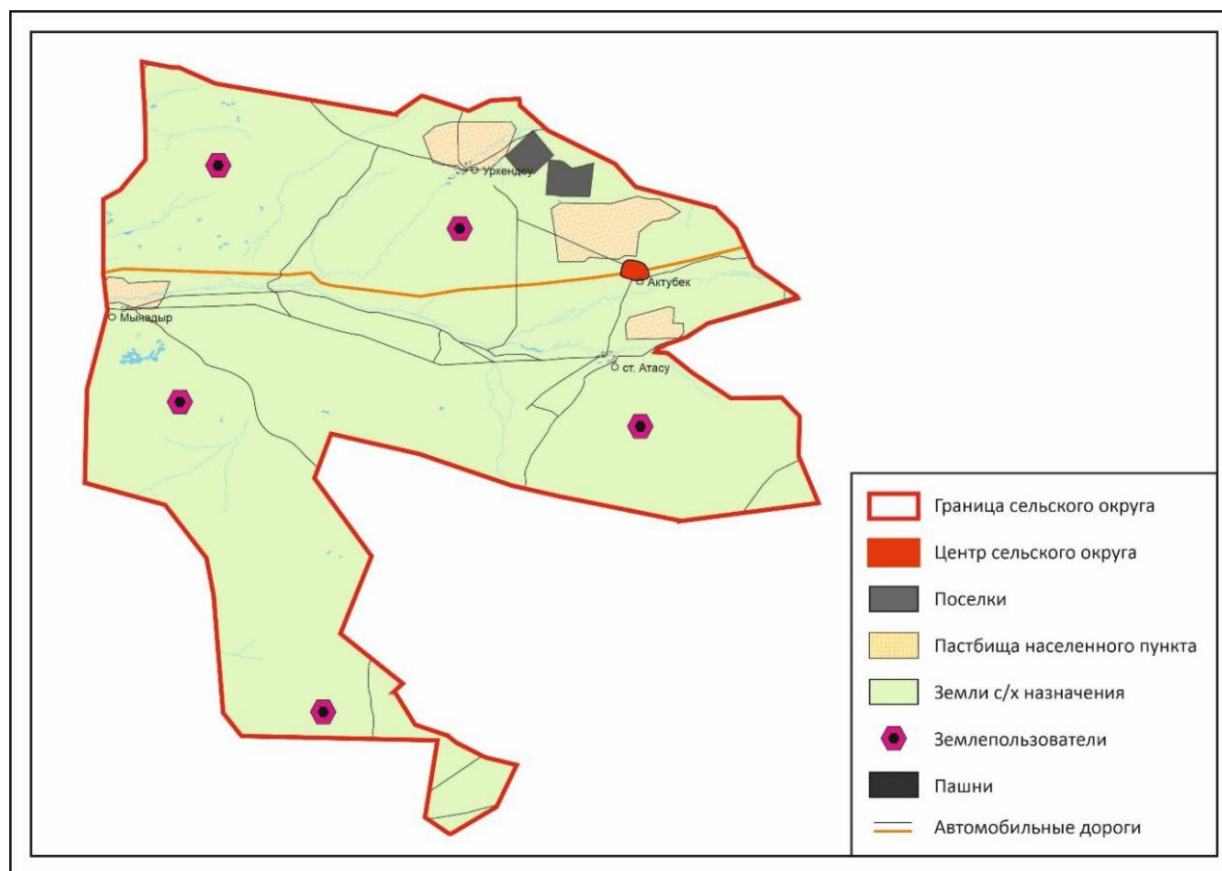 Уркендеу
Актубек
Мынадыр
ст. Атасу
Граница сельского округа
Центр сельского округа
Поселки
Пастбища населенного пункта
Земли с/х назначения
Землепользователи
Пашни
Автомобильные дороги